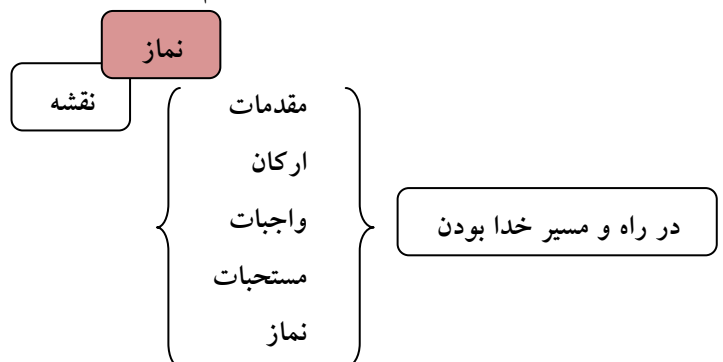 نماز
نقشه
مقدمات
ارکان
واجبات
در راه و مسیر خدا بودن
مستحبات
نماز